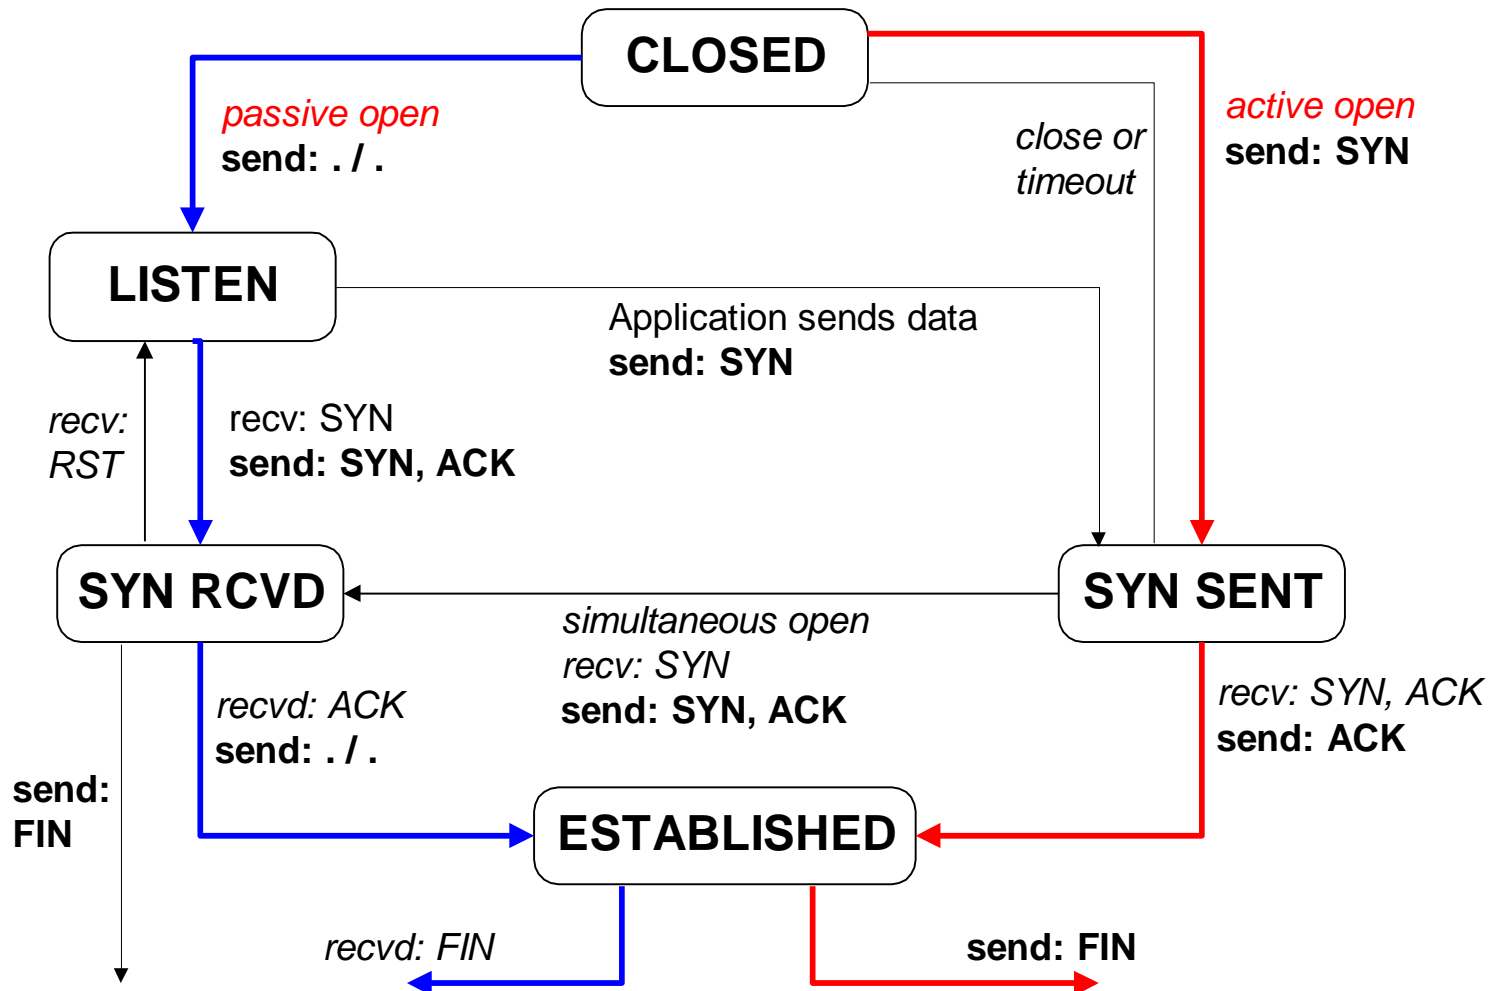 CLOSED
passive open
send: . / .
close or
timeout
active open
send: SYN
LISTEN
Application sends data
send: SYN
recv:
RST
recv: SYN
send: SYN, ACK
SYN RCVD
SYN SENT
simultaneous open
recv: SYN
send: SYN, ACK
recvd: ACK
send: . / .
recv: SYN, ACK
send: ACK
send:
FIN
ESTABLISHED
recvd: FIN
send: FIN